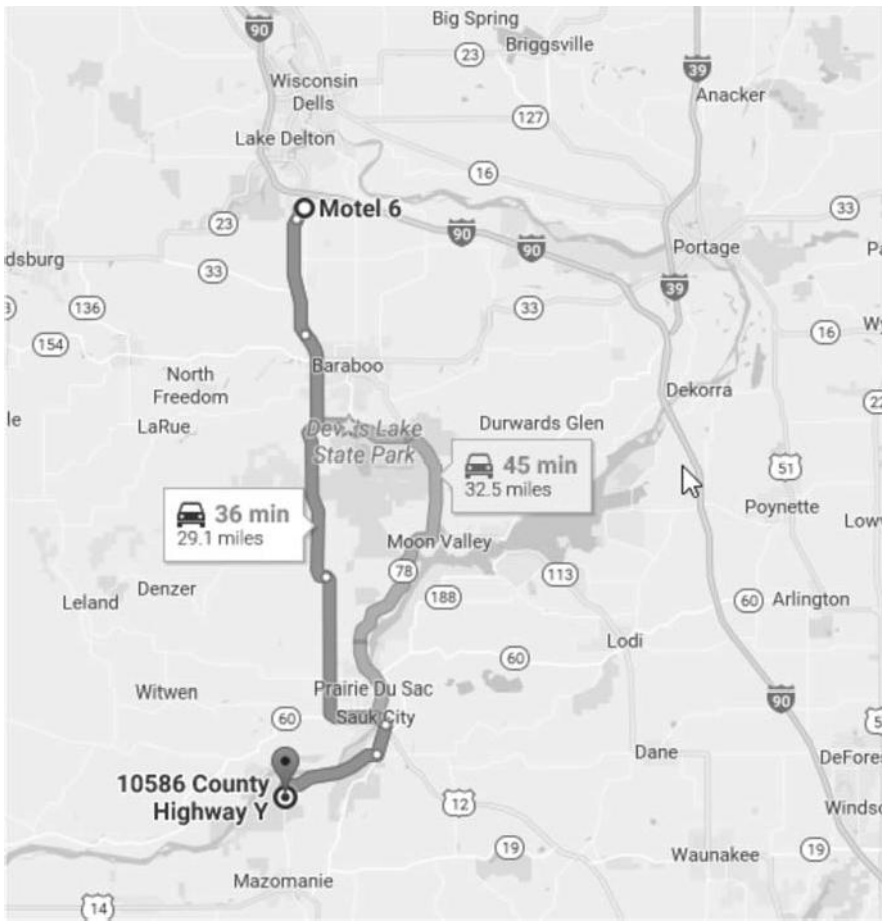 90
Big Spring
23
Briggsville
39
Anacker
Wisconsin
Dells
127
Lake Delton
16
Motel 6
23
90
90
33
Portage
dsburg
33
39
136
33
16
154
Baraboo
North
Freedom
Dekorra
LaRue
Durwards Glen
Devils Lake
State Park
45 min
32.5 miles
51
36 min
29.1 miles
Poynette
Moon Valley
78
113
188
Denzer
Leland
60
Arlington
Lodi
60
Witwen
Prairie Du Sac
60
Sauk City
90
Dane
10586 County
Highway Y
12
19
Waunakee
19
Mazomanie
14